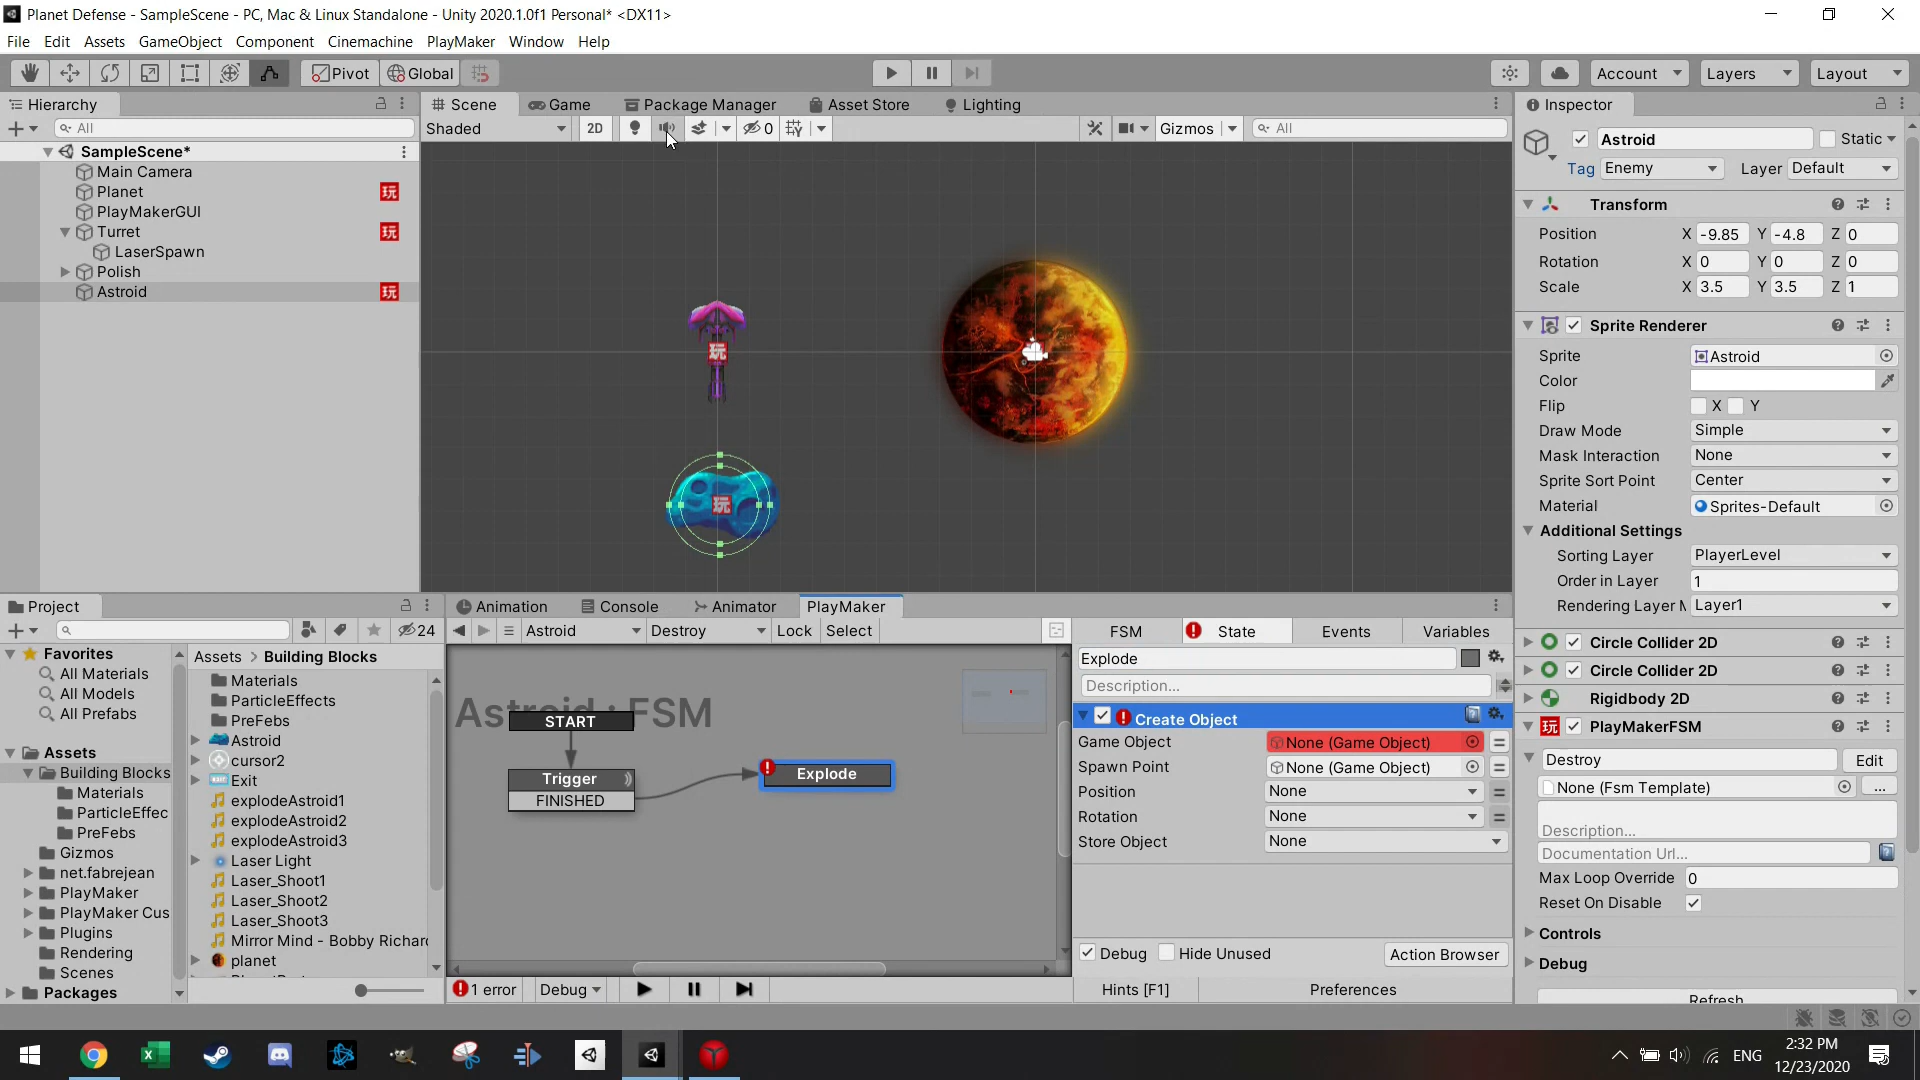 Planet Defense - SampleScene - PC, Mac & Linux Standalone - Unity 2020.1.0f1 Personal* <DX11>
File Edit Assets GameObject Component Cinemachine PlayMaker Window Help
Pivot Global Account Layers Layout
Hierarchy
All
SampleScene*
Main Camera
Planet 玩
PlayMakerGUI
Turret 玩
LaserSpawn
Polish
Astroid 玩
Scene Game Package Manager Asset Store Lighting
Shaded 2D 0 Gizmos All
玩
玩
Inspector
Astroid Static
Tag Enemy Layer Default
Transform
Position X -9.85 Y -4.8 Z 0
Rotation X 0 Y 0 Z 0
Scale X 3.5 Y 3.5 Z 1
Sprite Renderer
Sprite Astroid
Color
Flip X Y
Draw Mode Simple
Mask Interaction None
Sprite Sort Point Center
Material Sprites-Default
Additional Settings
Sorting Layer PlayerLevel
Order in Layer 1
Rendering Layer M Layer1
Circle Collider 2D
Circle Collider 2D
Rigidbody 2D
玩 PlayMakerFSM
Destroy Edit
None (Fsm Template) ...
Description...
Documentation Url...
Max Loop Override 0
Reset On Disable
Controls
Debug
Refresh
Project
24
Favorites
All Materials
All Models
All Prefabs
Assets
Building Blocks
Materials
ParticleEffec
PreFebs
Gizmos
net.fabrejean
PlayMaker
PlayMaker Cus
Plugins
Rendering
Scenes
Packages
Assets > Building Blocks
Materials
ParticleEffects
PreFebs
Astroid
cursor2
Exit
explodeAstroid1
explodeAstroid2
explodeAstroid3
Laser Light
Laser_Shoot1
Laser_Shoot2
Laser_Shoot3
Mirror Mind - Bobby Richard
planet
Animation Console Animator PlayMaker
Astroid Destroy Lock Select
Astroid : FSM
START
Trigger
FINISHED
Explode
1 error Debug
FSM State Events Variables
Explode
Description...
Create Object
Game Object None (Game Object)
Spawn Point None (Game Object)
Position None
Rotation None
Store Object None
Debug Hide Unused Action Browser
Hints [F1] Preferences
ENG
2:32 PM
12/23/2020